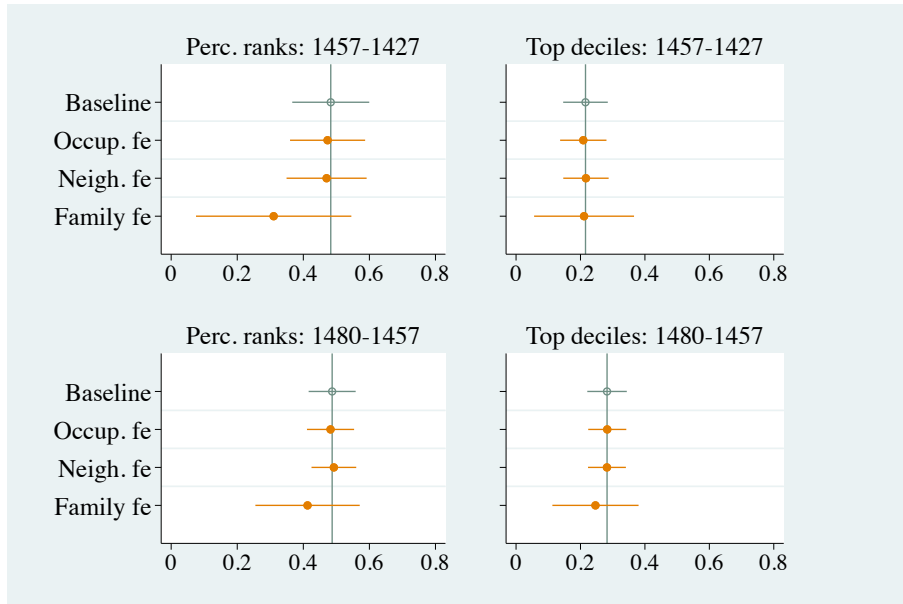 Perc. ranks: 1457-1427
Baseline
Occup. fe
Neigh. fe
Family fe
0 0.2 0.4 0.6 0.8
Top deciles: 1457-1427
0 0.2 0.4 0.6 0.8
Perc. ranks: 1480-1457
Baseline
Occup. fe
Neigh. fe
Family fe
0 0.2 0.4 0.6 0.8
Top deciles: 1480-1457
0 0.2 0.4 0.6 0.8